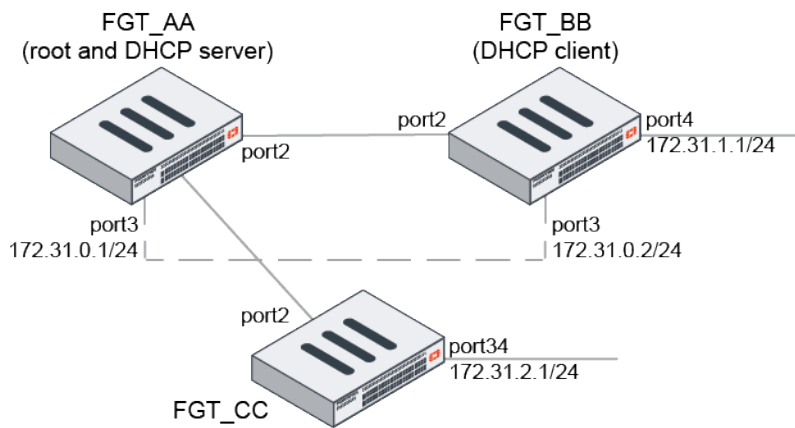 FGT_AA
(root and DHCP server)
FGT_BB
(DHCP client)
port2
port2
port4
172.31.1.1/24
port3
172.31.0.1/24
port3
172.31.0.2/24
port2
port34
172.31.2.1/24
FGT_CC